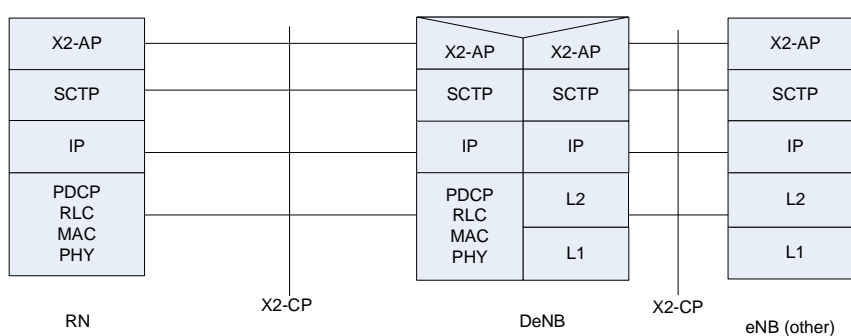 X2-AP
SCTP
IP
PDCP
RLC
MAC
PHY
RN
X2-CP
X2-AP
X2-AP
SCTP
SCTP
IP
IP
PDCP
RLC
MAC
PHY
L2
L1
DeNB
X2-CP
X2-AP
SCTP
IP
L2
L1
eNB (other)